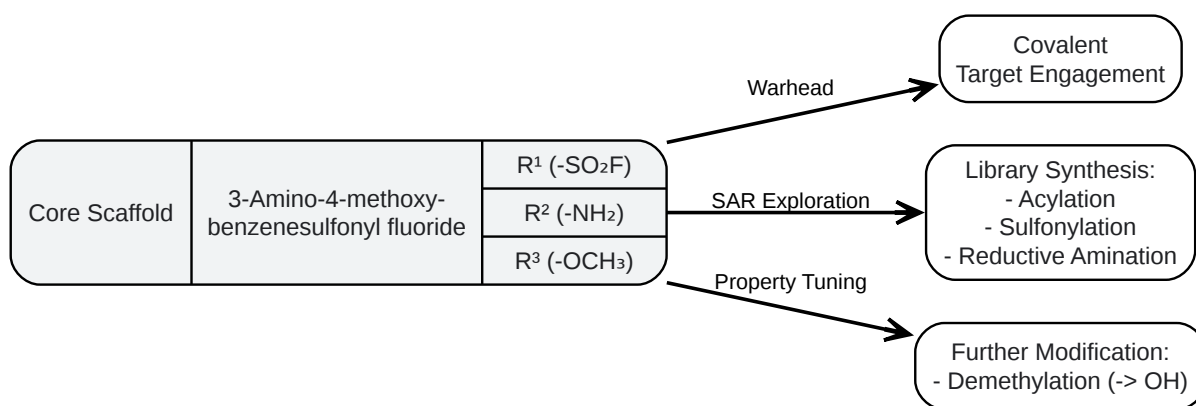 Core Scaffold
3-Amino-4-methoxy-
benzenesulfonyl fluoride
R¹ (-SO₂F)
R² (-NH₂)
R³ (-OCH₃)
Warhead
SAR Exploration
Property Tuning
Covalent
Target Engagement
Library Synthesis:
- Acylation
- Sulfonylation
- Reductive Amination
Further Modification:
- Demethylation (-> OH)